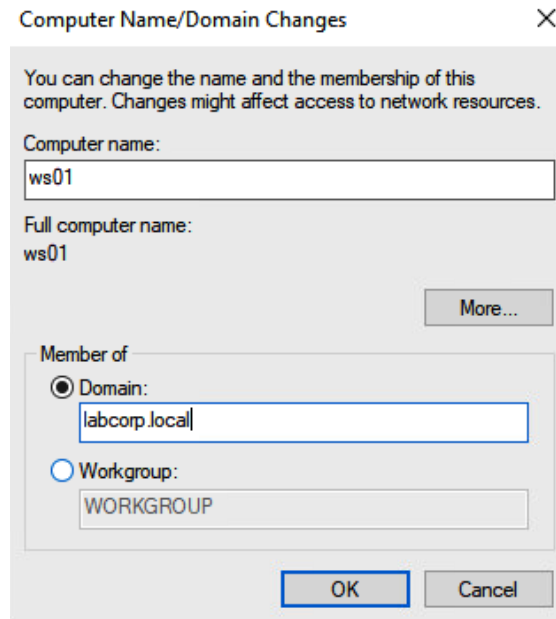 Computer Name/Domain Changes
You can change the name and the membership of this
computer. Changes might affect access to network resources.
Computer name:
ws01
Full computer name:
ws01
More...
Member of
Domain:
labcorp.local
Workgroup:
WORKGROUP
OK Cancel